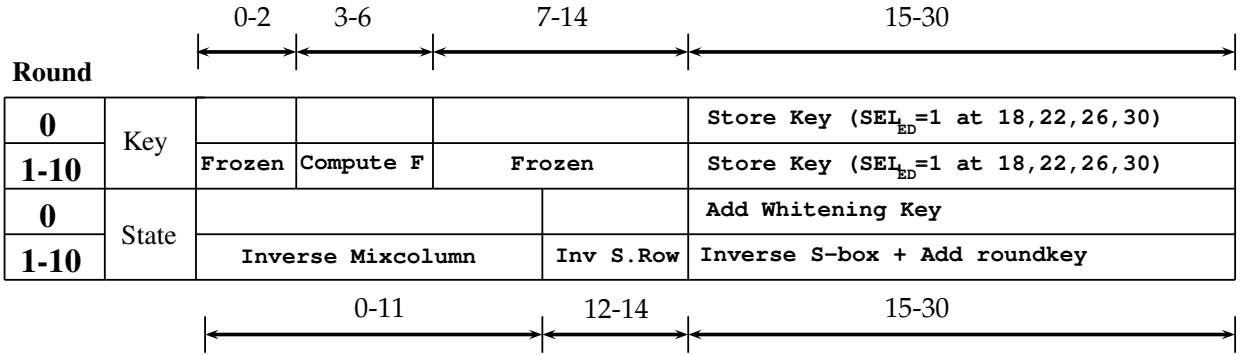 0-2 3-6 7-14 15-30
Round
0 Key Store Key (SEL_ED=1 at 18,22,26,30)
1-10 Frozen Compute F Frozen Store Key (SEL_ED=1 at 18,22,26,30)
0 State Add Whitening Key
1-10 Inverse Mixcolumn Inv S.Row Inverse S-box + Add roundkey
0-11 12-14 15-30